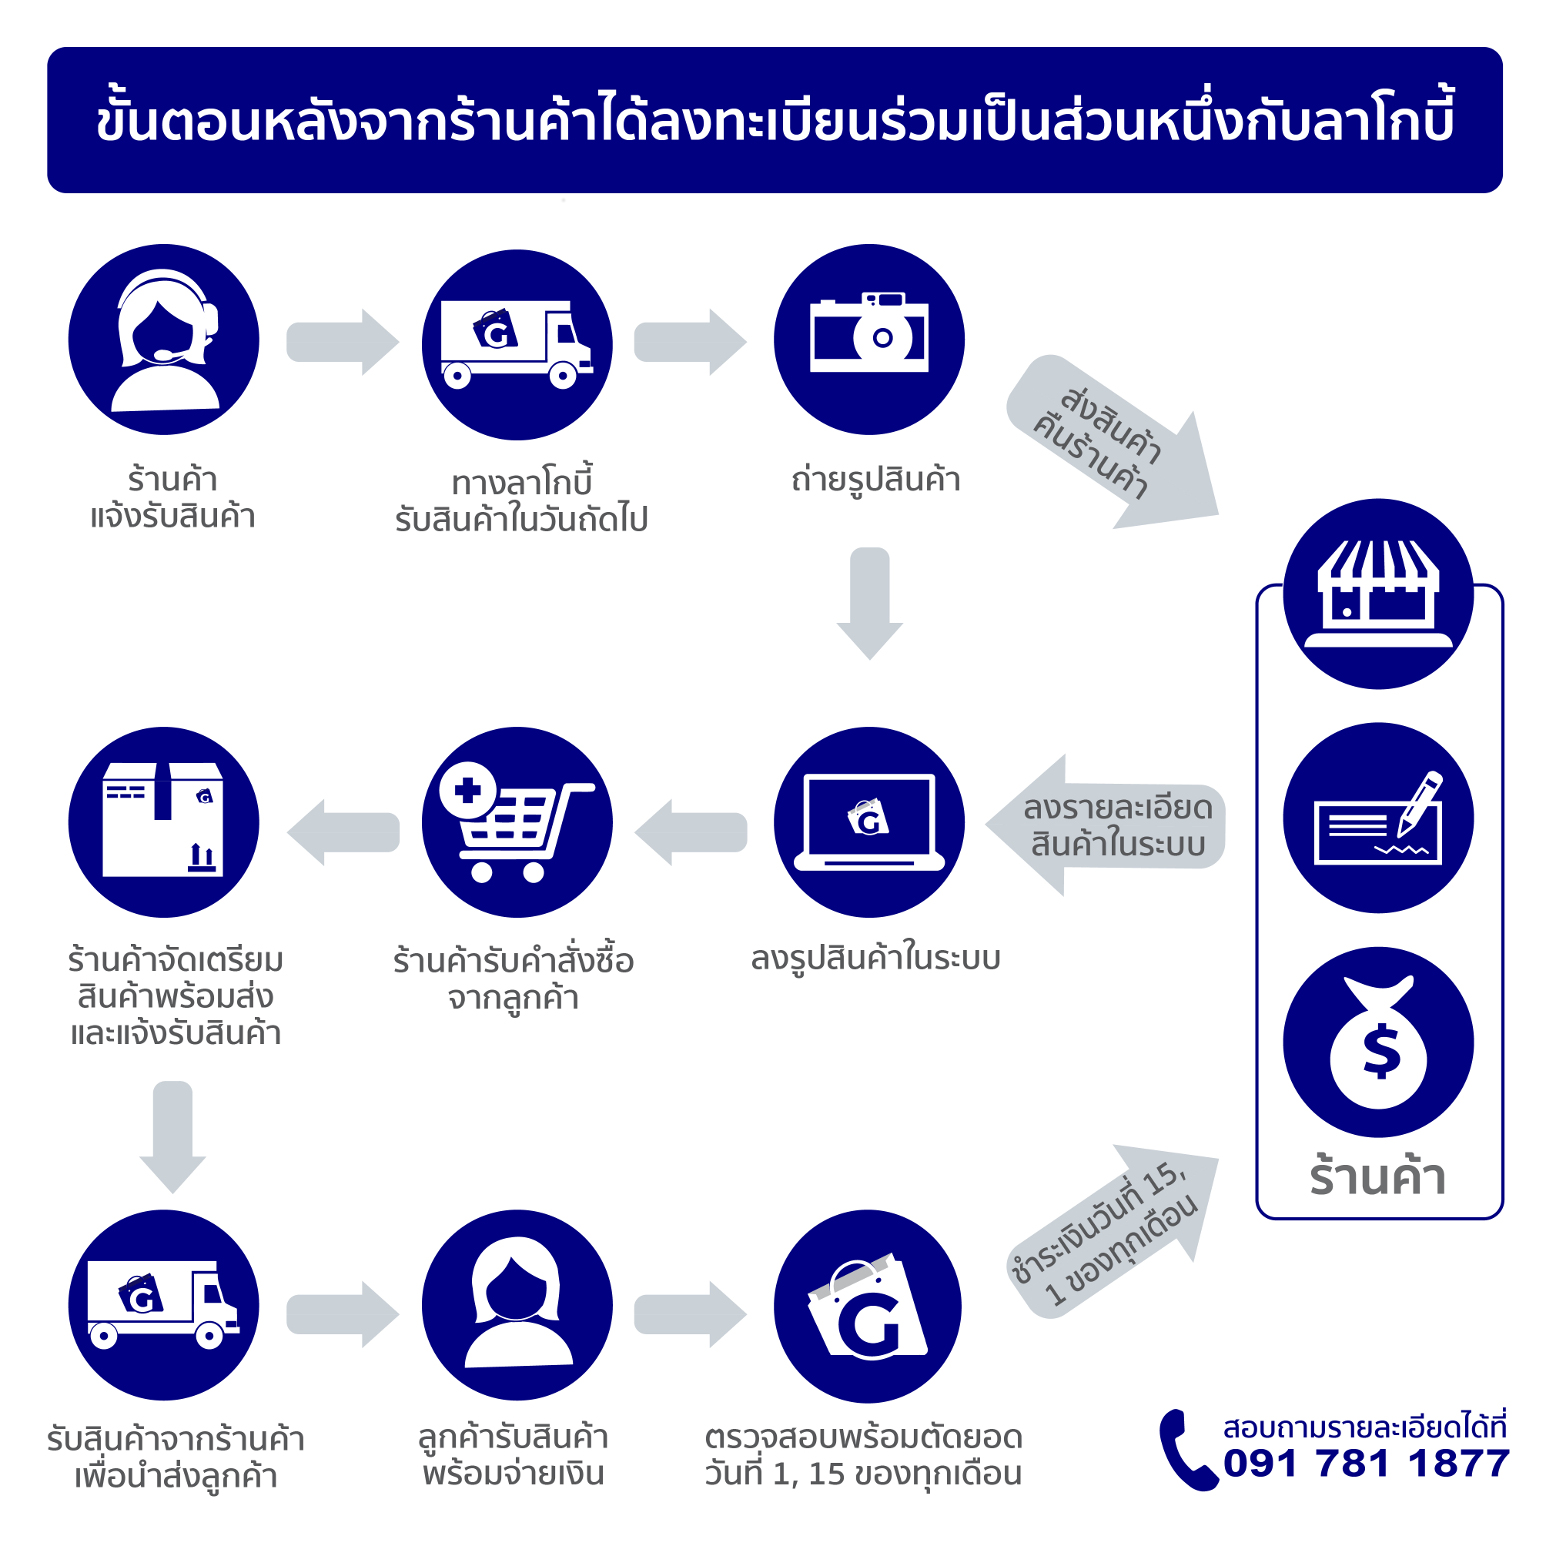 ขั้นตอนหลังจากร้านค้าได้ลงทะเบียนร่วมเป็นส่วนหนึ่งกับลาโกบี้
G
ร้านค้า
แจ้งรับสินค้า
ทางลาโกบี้
รับสินค้าในวันถัดไป
ถ่ายรูปสินค้า
ส่งสินค้า
คืนร้านค้า
G
G
$
ลงรายละเอียด
สินค้าในระบบ
ร้านค้าจัดเตรียม
สินค้าพร้อมส่ง
และแจ้งรับสินค้า
ร้านค้ารับคำสั่งซื้อ
จากลูกค้า
ลงรูปสินค้าในระบบ
ร้านค้า
ชำระเงินวันที่ 15,
1 ของทุกเดือน
G
G
รับสินค้าจากร้านค้า
เพื่อนำส่งลูกค้า
ลูกค้ารับสินค้า
พร้อมจ่ายเงิน
ตรวจสอบพร้อมตัดยอด
วันที่ 1, 15 ของทุกเดือน
สอบถามรายละเอียดได้ที่
091 781 1877